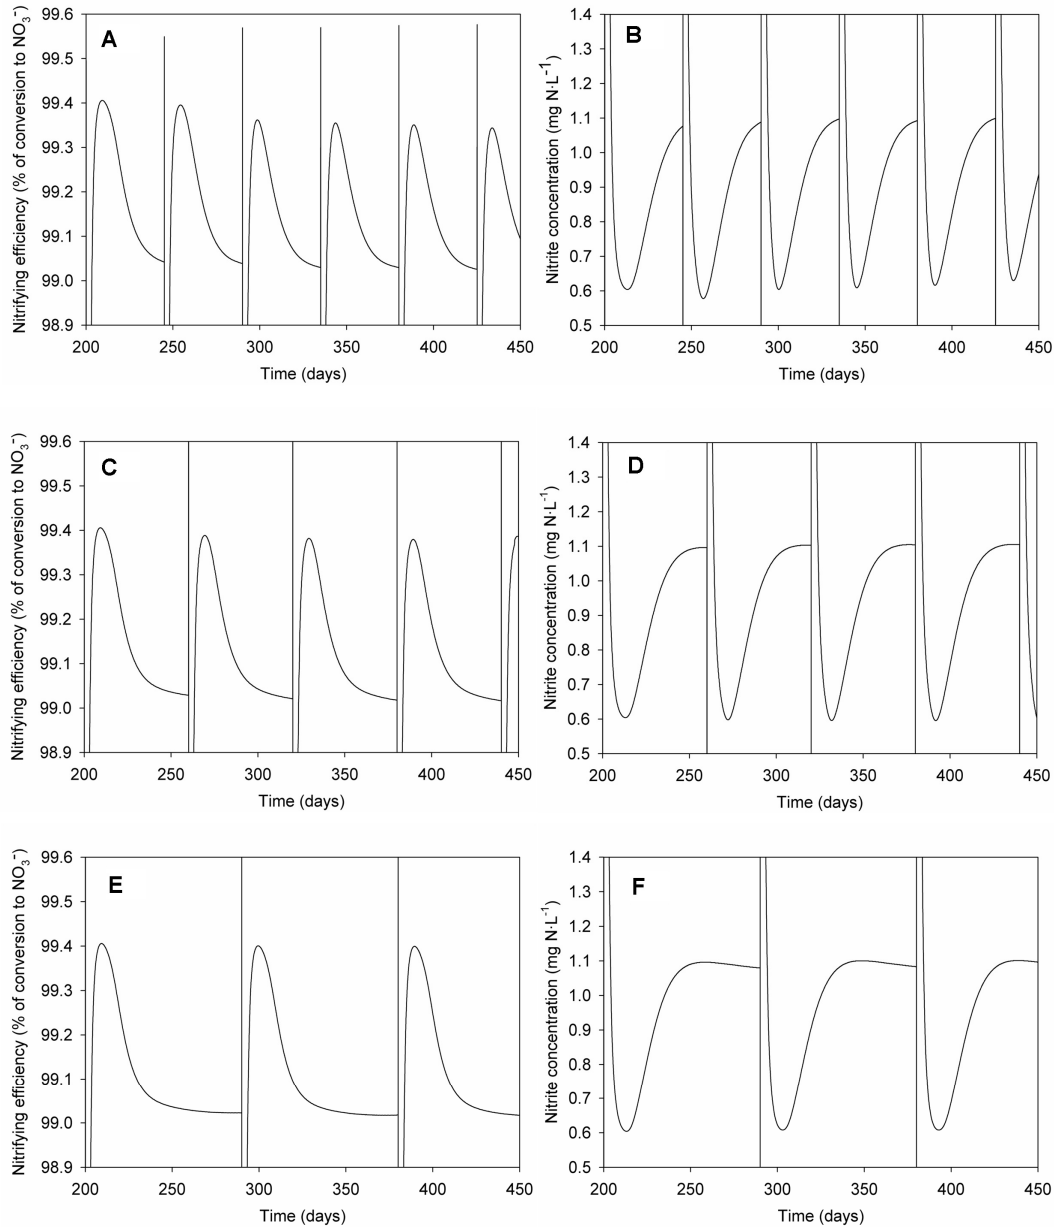 A
Nitrifying efficiency (% of conversion to NO₃⁻)
99.6
99.5
99.4
99.3
99.2
99.1
99.0
98.9
200 250 300 350 400 450
Time (days)
B
Nitrite concentration (mg N·L⁻¹)
1.4
1.3
1.2
1.1
1.0
0.9
0.8
0.7
0.6
0.5
200 250 300 350 400 450
Time (days)
C
Nitrifying efficiency (% of conversion to NO₃⁻)
99.6
99.5
99.4
99.3
99.2
99.1
99.0
98.9
200 250 300 350 400 450
Time (days)
D
Nitrite concentration (mg N·L⁻¹)
1.4
1.3
1.2
1.1
1.0
0.9
0.8
0.7
0.6
0.5
200 250 300 350 400 450
Time (days)
E
Nitrifying efficiency (% of conversion to NO₃⁻)
99.6
99.5
99.4
99.3
99.2
99.1
99.0
98.9
200 250 300 350 400 450
Time (days)
F
Nitrite concentration (mg N·L⁻¹)
1.4
1.3
1.2
1.1
1.0
0.9
0.8
0.7
0.6
0.5
200 250 300 350 400 450
Time (days)